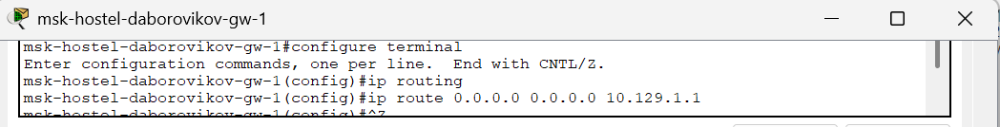 msk-hostel-daborovikov-gw-1
msk-hostel-daborovikov-gw-1#configure terminal
Enter configuration commands, one per line.  End with CNTL/Z.
msk-hostel-daborovikov-gw-1(config)#ip routing
msk-hostel-daborovikov-gw-1(config)#ip route 0.0.0.0 0.0.0.0 10.129.1.1
msk-hostel-daborovikov-gw-1(config)#^Z